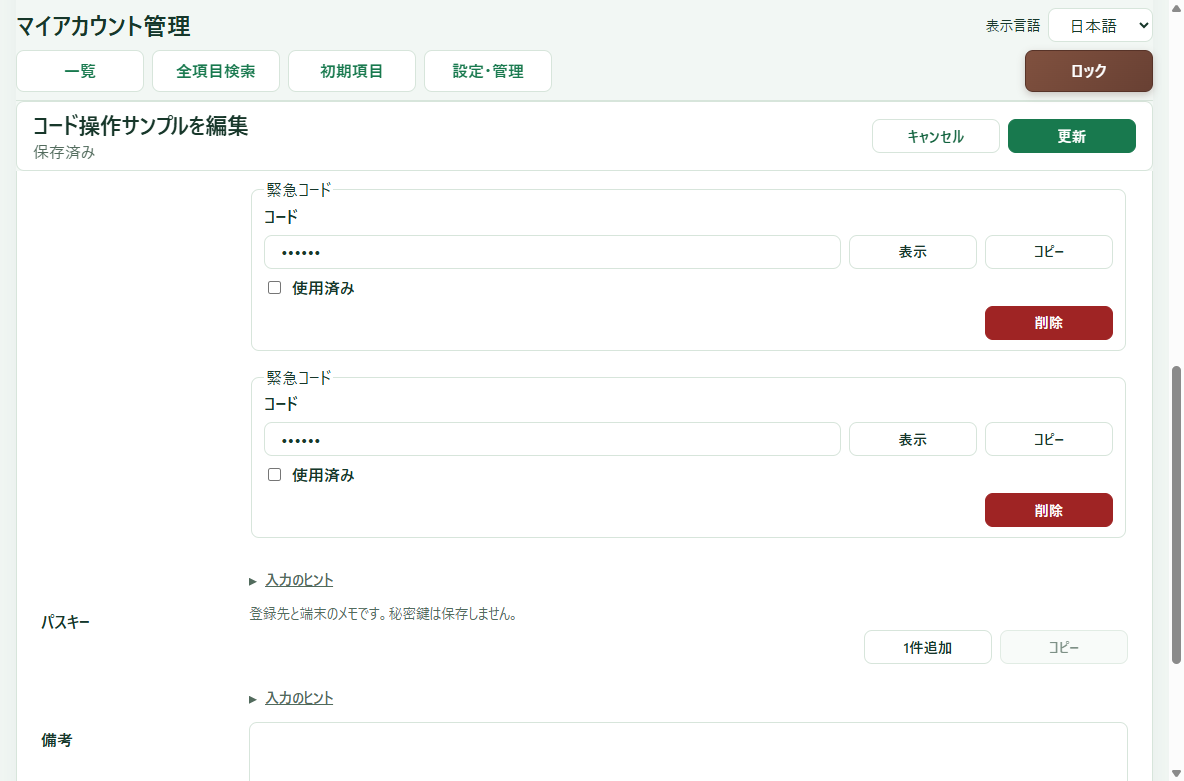 マイアカウント管理
表示言語 日本語
一覧 全項目検索 初期項目 設定・管理 ロック
コード操作サンプルを編集
保存済み
キャンセル 更新
緊急コード
コード
•••••• 表示 コピー
使用済み
削除
緊急コード
コード
•••••• 表示 コピー
使用済み
削除
▶ 入力のヒント
パスキー
登録先と端末のメモです。秘密鍵は保存しません。
1件追加 コピー
▶ 入力のヒント
備考